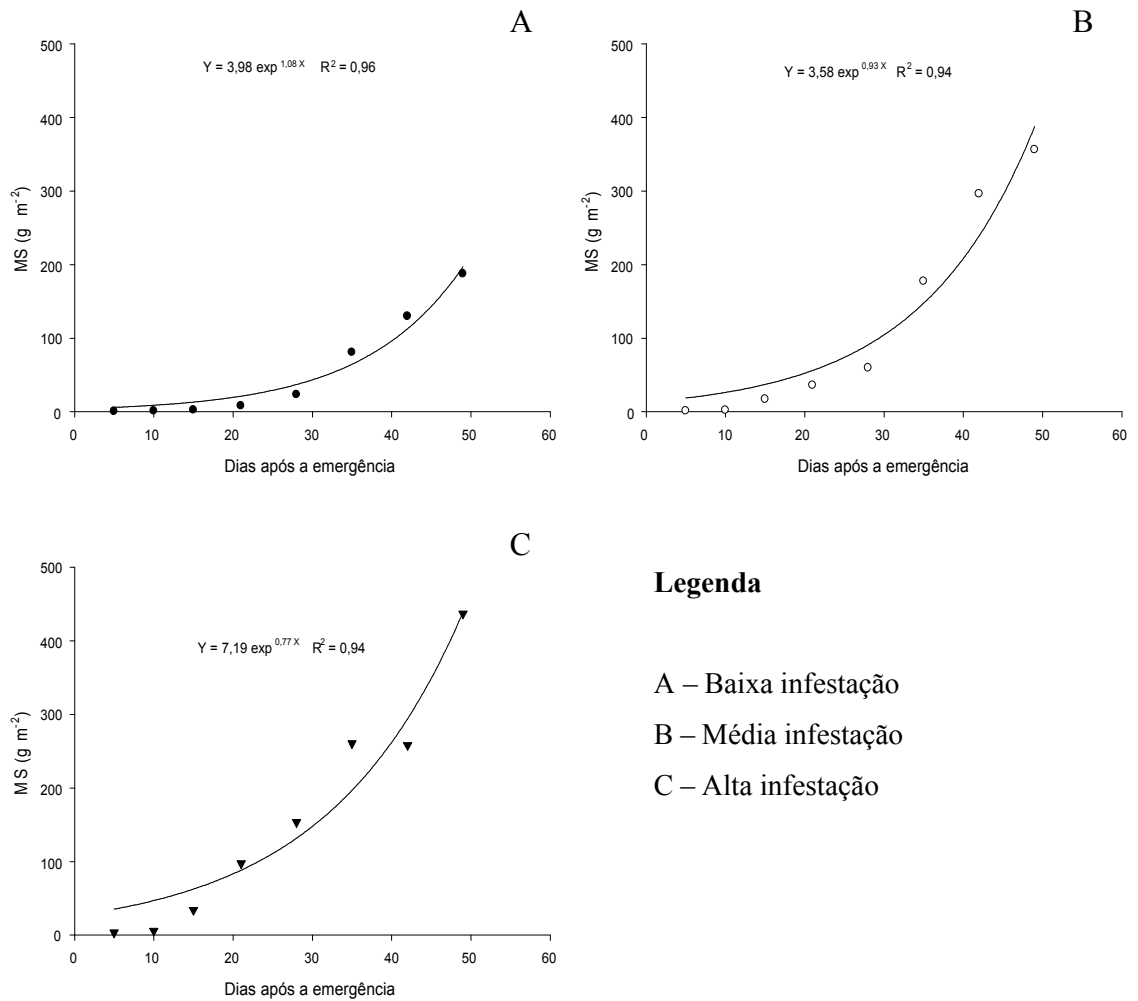 A
500
400
300
200
100
0
MS (g m-2)
Y = 3,98 exp 1,08 X R2 = 0,96
0 10 20 30 40 50 60
Dias após a emergência
B
500
400
300
200
100
0
MS (g m-2)
Y = 3,58 exp 0,93 X R2 = 0,94
0 10 20 30 40 50 60
Dias após a emergência
C
500
400
300
200
100
0
MS (g m-2)
Y = 7,19 exp 0,77 X R2 = 0,94
0 10 20 30 40 50 60
Dias após a emergência
Legenda
A – Baixa infestação
B – Média infestação
C – Alta infestação